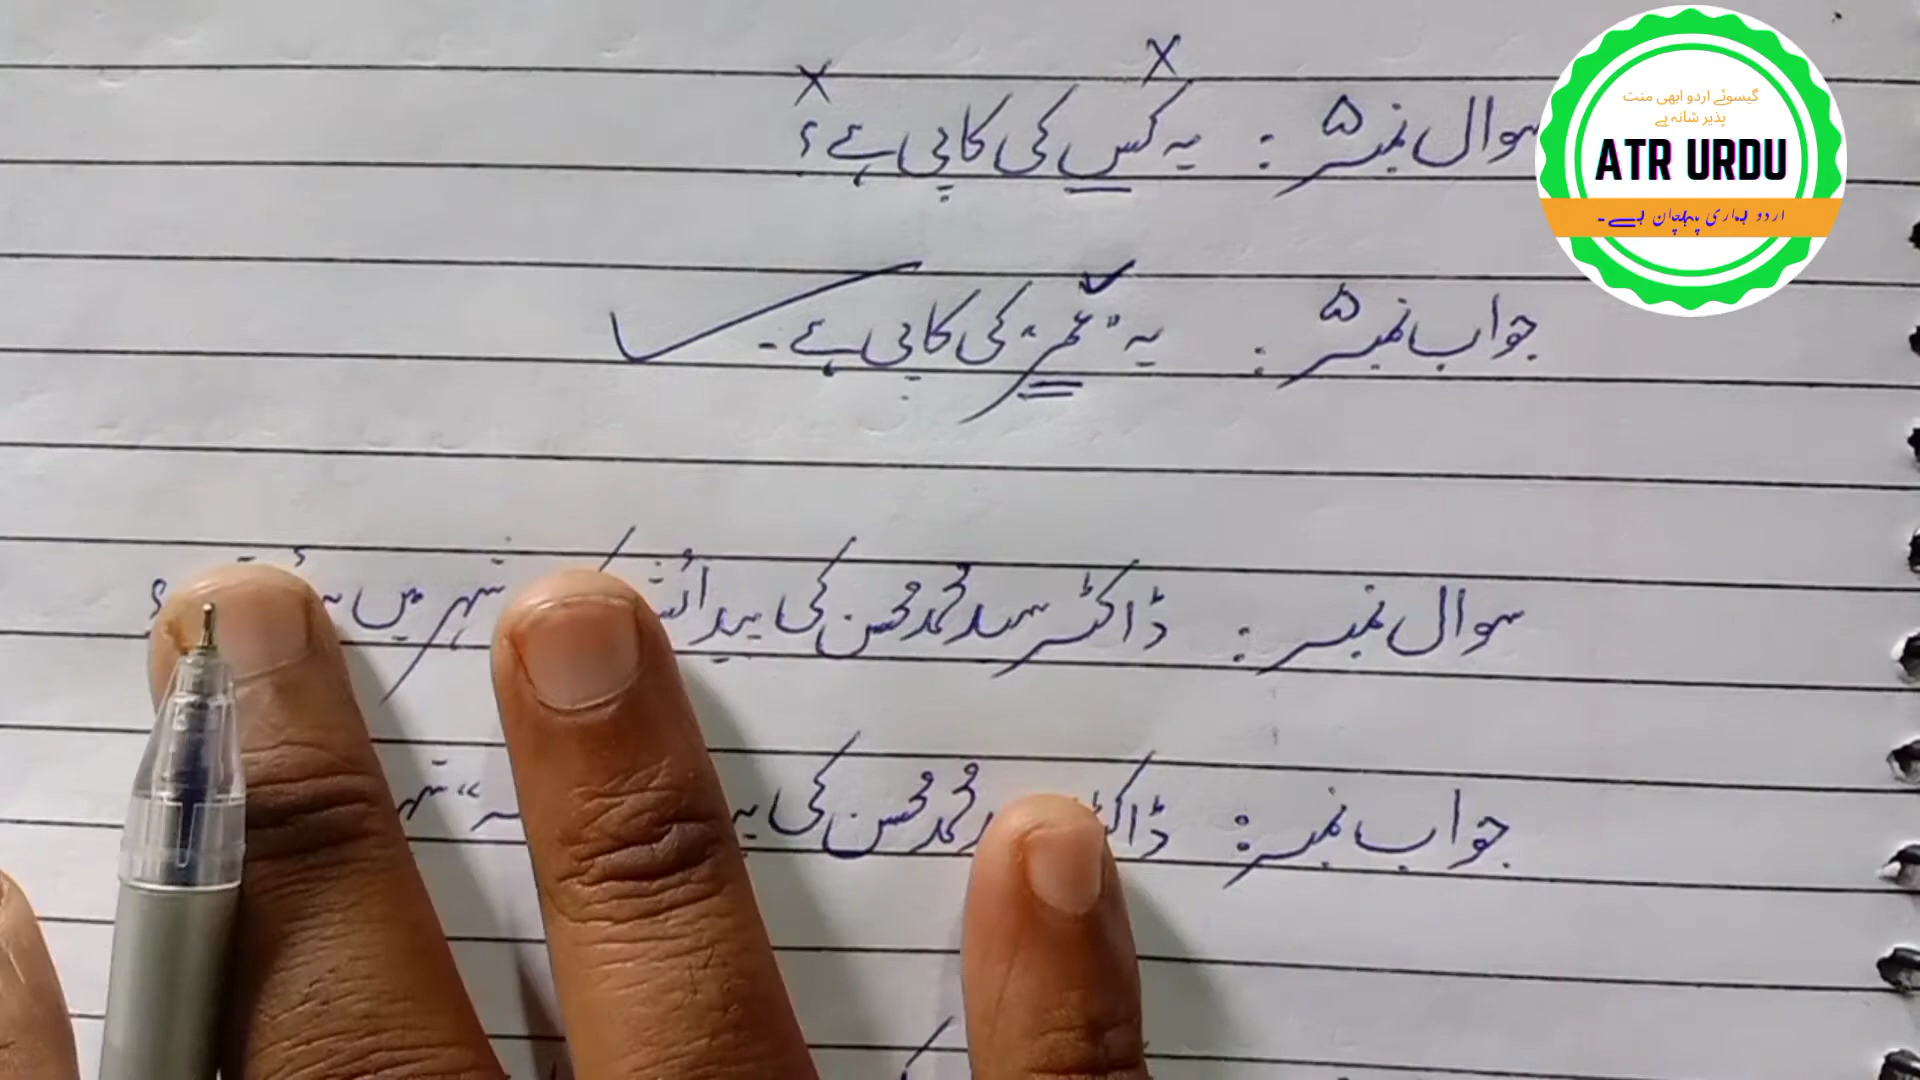 سوال نمبر ۵ : یہ کس کی کاپی ہے؟
جواب نمبر ۵ : یہ "عمر" کی کاپی ہے۔
سوال نمبر : ڈاکٹر سید محمد محسن کی پیدائش شہر میں ؟
جواب نمبر : ڈاکٹر محمد محسن کی
گیسوئے اردو ابھی منت
پذیر شانہ ہے
ATR URDU
اردو ہماری پہچان ہے۔